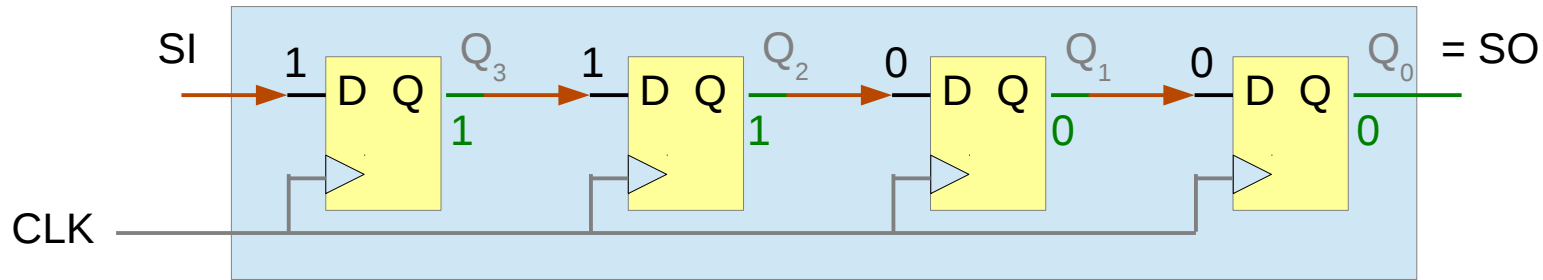 SI 1 Q3 1 Q2 0 Q1 0 Q0 = SO
D Q D Q D Q D Q
1 1 0 0
CLK